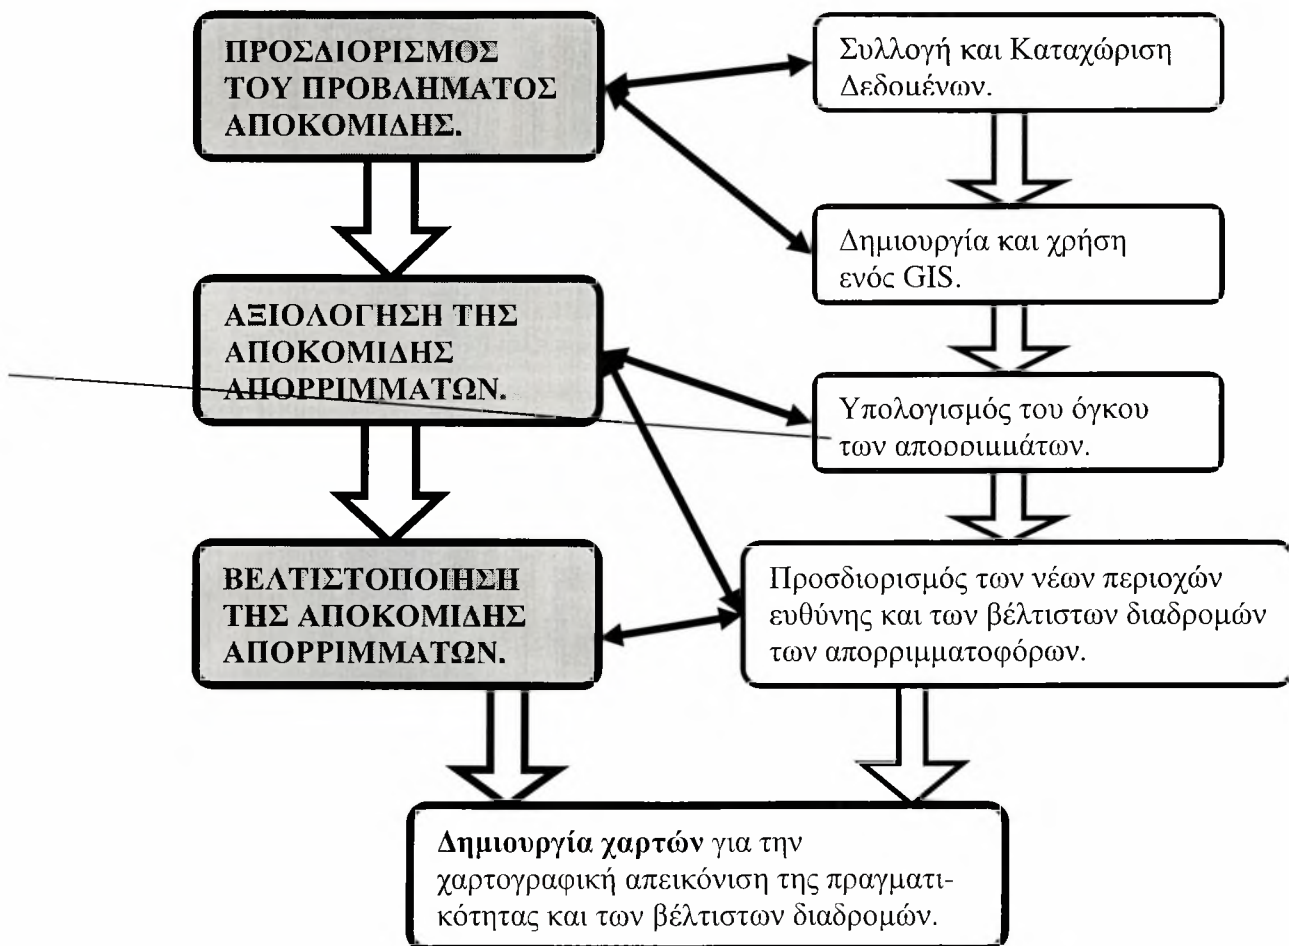 ΠΡΟΣΔΙΟΡΙΣΜΟΣ
ΤΟΥ ΠΡΟΒΛΗΜΑΤΟΣ
ΑΠΟΚΟΜΙΔΗΣ.
Συλλογή και Καταχώριση
Δεδομένων.
Δημιουργία και χρήση
ενός GIS.
ΑΞΙΟΛΟΓΗΣΗ ΤΗΣ
ΑΠΟΚΟΜΙΔΗΣ
ΑΠΟΡΡΙΜΜΑΤΩΝ.
Υπολογισμός του όγκου
των απορριμμάτων.
ΒΕΛΤΙΣΤΟΠΟΙΗΣΗ
ΤΗΣ ΑΠΟΚΟΜΙΔΗΣ
ΑΠΟΡΡΙΜΜΑΤΩΝ.
Προσδιορισμός των νέων περιοχών
ευθύνης και των βέλτιστων διαδρομών
των απορριμματοφόρων.
Δημιουργία χαρτών για την
χαρτογραφική απεικόνιση της πραγματι-
κότητας και των βέλτιστων διαδρομών.